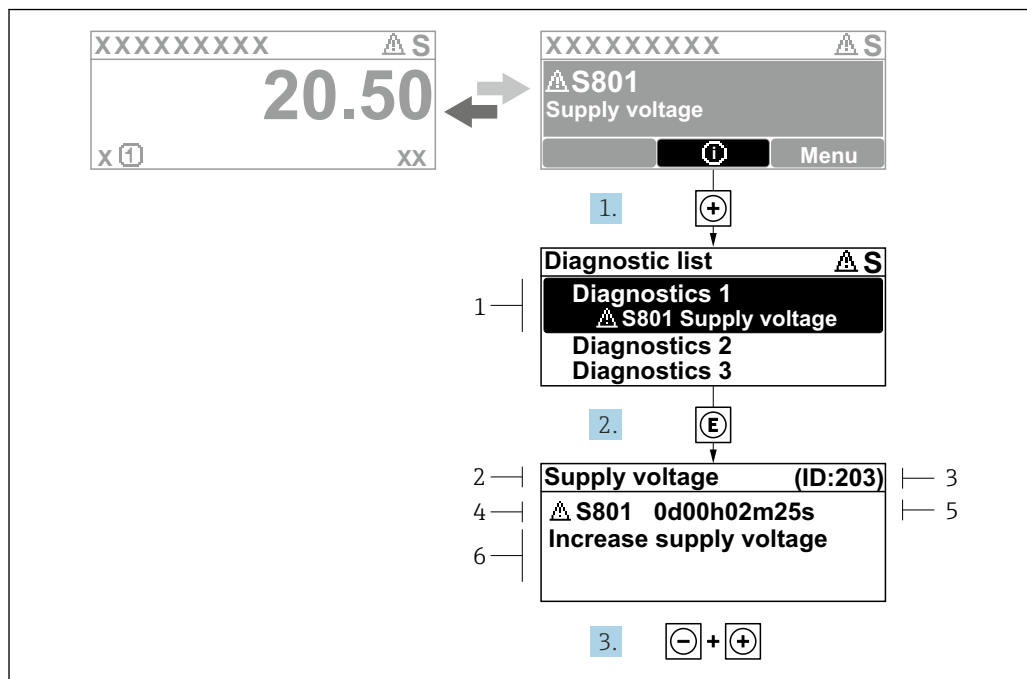 XXXXXXXXX ⚠ S
20.50
x ① xx
XXXXXXXXX ⚠ S
⚠ S801
Supply voltage
ⓘ Menu
1. +
Diagnostic list ⚠ S
1
Diagnostics 1
⚠ S801 Supply voltage
Diagnostics 2
Diagnostics 3
2. E
2 Supply voltage (ID:203) 3
4 ⚠ S801 0d00h02m25s 5
6 Increase supply voltage
3. - + +